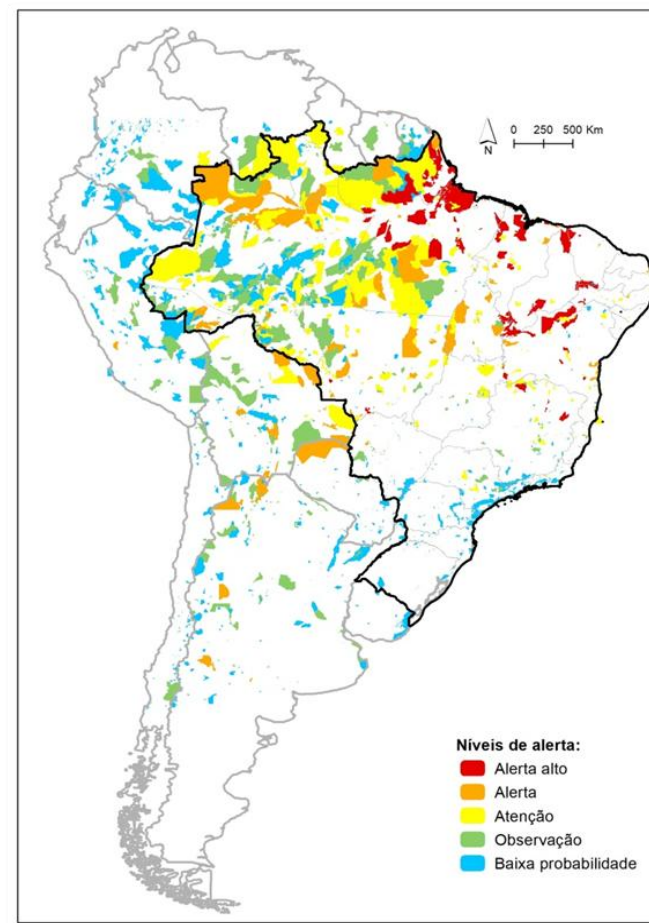 N
0 250 500 Km
Níveis de alerta:
Alerta alto
Alerta
Atenção
Observação
Baixa probabilidade